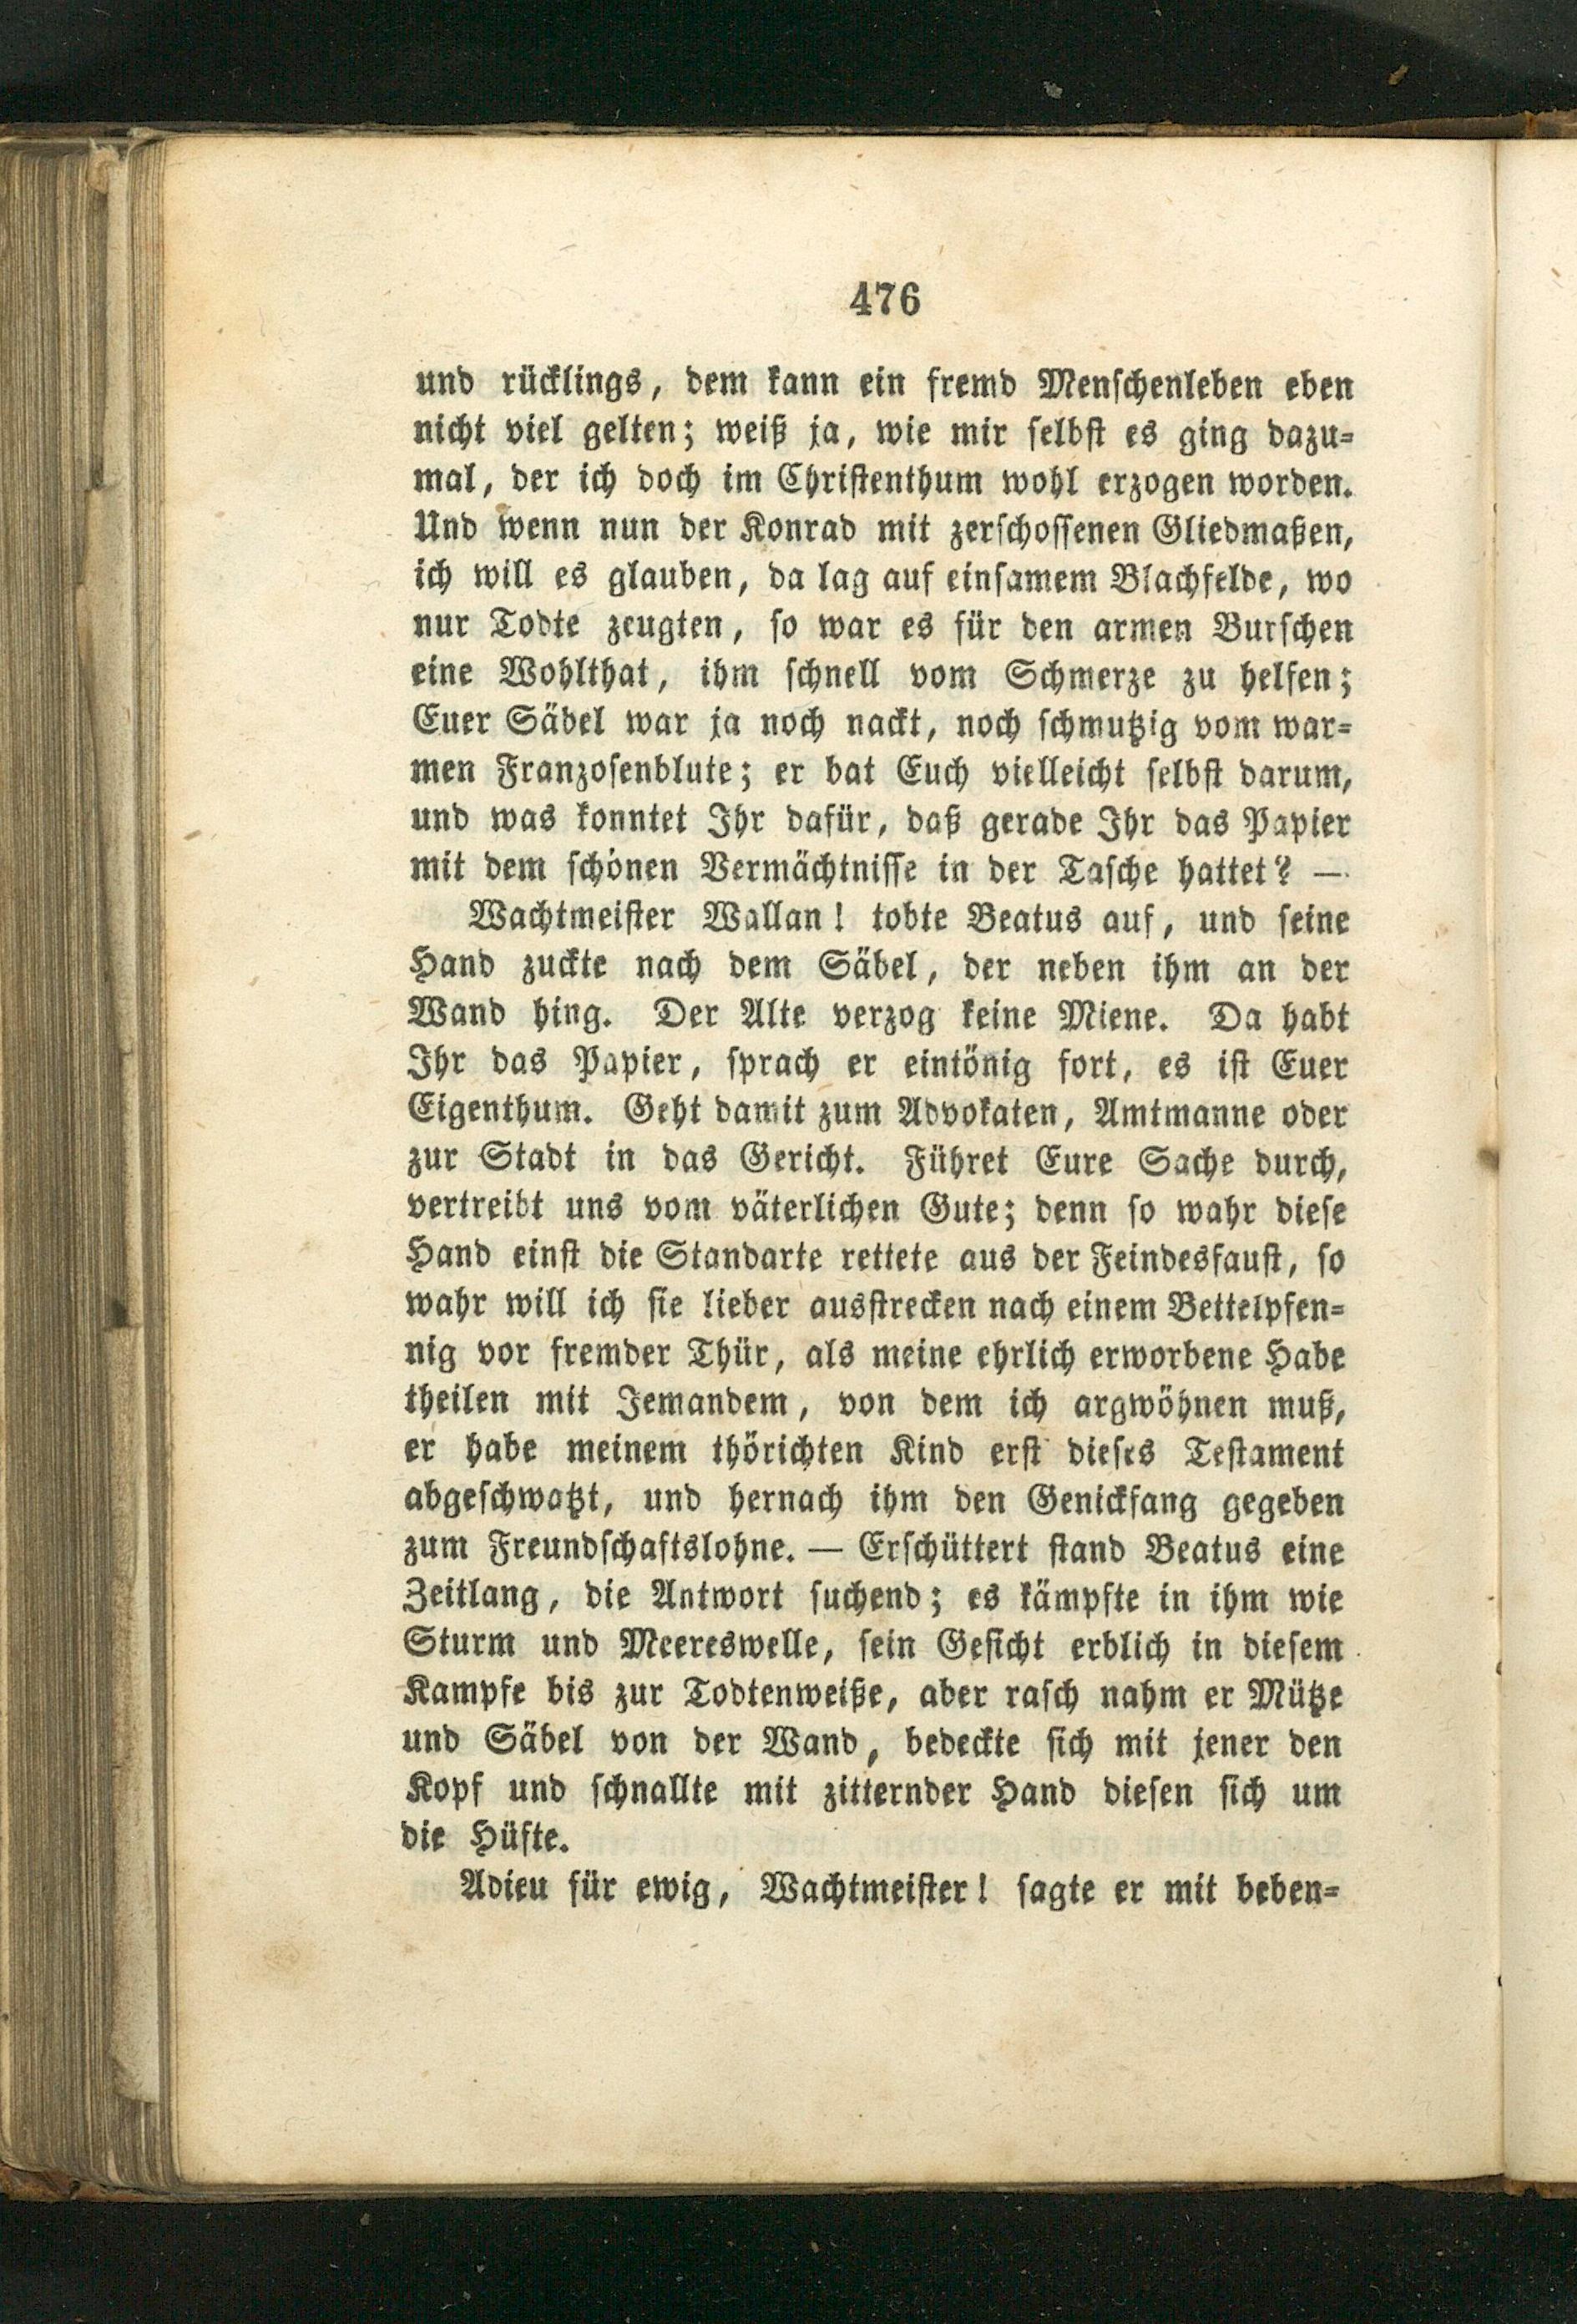 476
und rücklings, dem kann ein fremd Menschenleben eben
nicht viel gelten; weiß ja, wie mir selbst es ging dazu-
mal, der ich doch im Christenthum wohl erzogen worden.
Und wenn nun der Konrad mit zerschossenen Gliedmaßen,
ich will es glauben, da lag auf einsamem Blachfelde, wo
nur Todte zeugten, so war es für den armen Burschen
eine Wohlthat, ihm schnell vom Schmerze zu helfen;
Euer Säbel war ja noch nackt, noch schmutzig vom war-
men Franzosenblute; er bat Euch vielleicht selbst darum,
und was konntet Ihr dafür, daß gerade Ihr das Papier
mit dem schönen Vermächtnisse in der Tasche hattet? —
Wachtmeister Wallan! tobte Beatus auf, und seine
Hand zuckte nach dem Säbel, der neben ihm an der
Wand hing. Der Alte verzog keine Miene. Da habt
Ihr das Papier, sprach er eintönig fort, es ist Euer
Eigenthum. Geht damit zum Advokaten, Amtmanne oder
zur Stadt in das Gericht. Führet Eure Sache durch,
vertreibt uns vom väterlichen Gute; denn so wahr diese
Hand einst die Standarte rettete aus der Feindesfaust, so
wahr will ich sie lieber ausstrecken nach einem Bettelpfen-
nig vor fremder Thür, als meine ehrlich erworbene Habe
theilen mit Jemandem, von dem ich argwöhnen muß,
er habe meinem thörichten Kind erst dieses Testament
abgeschwatzt, und hernach ihm den Genickfang gegeben
zum Freundschaftslohne. — Erschüttert stand Beatus eine
Zeitlang, die Antwort suchend; es kämpfte in ihm wie
Sturm und Meereswelle, sein Gesicht erblich in diesem
Kampfe bis zur Todtenweiße, aber rasch nahm er Mütze
und Säbel von der Wand, bedeckte sich mit jener den
Kopf und schnallte mit zitternder Hand diesen sich um
die Hüfte.
Adieu für ewig, Wachtmeister! sagte er mit beben-